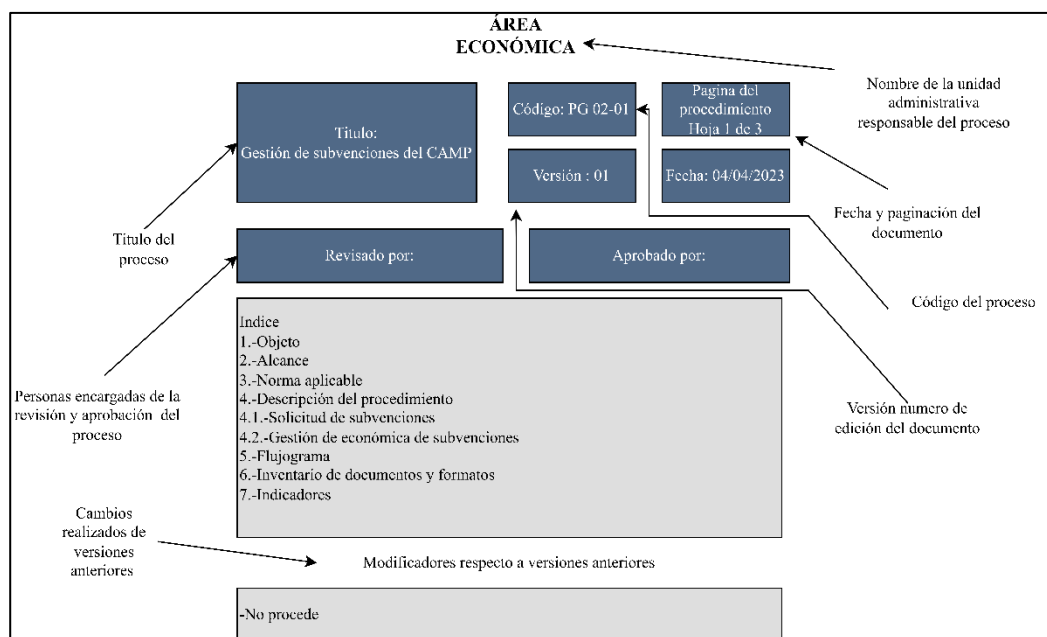 ÁREA
ECONÓMICA
Nombre de la unidad
administrativa
responsable del proceso
Titulo:
Gestión de subvenciones del CAMP
Código: PG 02-01
Pagina del
procedimiento
Hoja 1 de 3
Versión : 01
Fecha: 04/04/2023
Titulo del
proceso
Fecha y paginación del
documento
Revisado por:
Aprobado por:
Código del proceso
Indice
1.-Objeto
2.-Alcance
3.-Norma aplicable
4.-Descripción del procedimiento
4.1.-Solicitud de subvenciones
4.2.-Gestión de económica de subvenciones
5.-Flujograma
6.-Inventario de documentos y formatos
7.-Indicadores
Personas encargadas de la
revisión y aprobación del
proceso
Versión numero de
edición del documento
Cambios
realizados de
versiones
anteriores
Modificadores respecto a versiones anteriores
-No procede